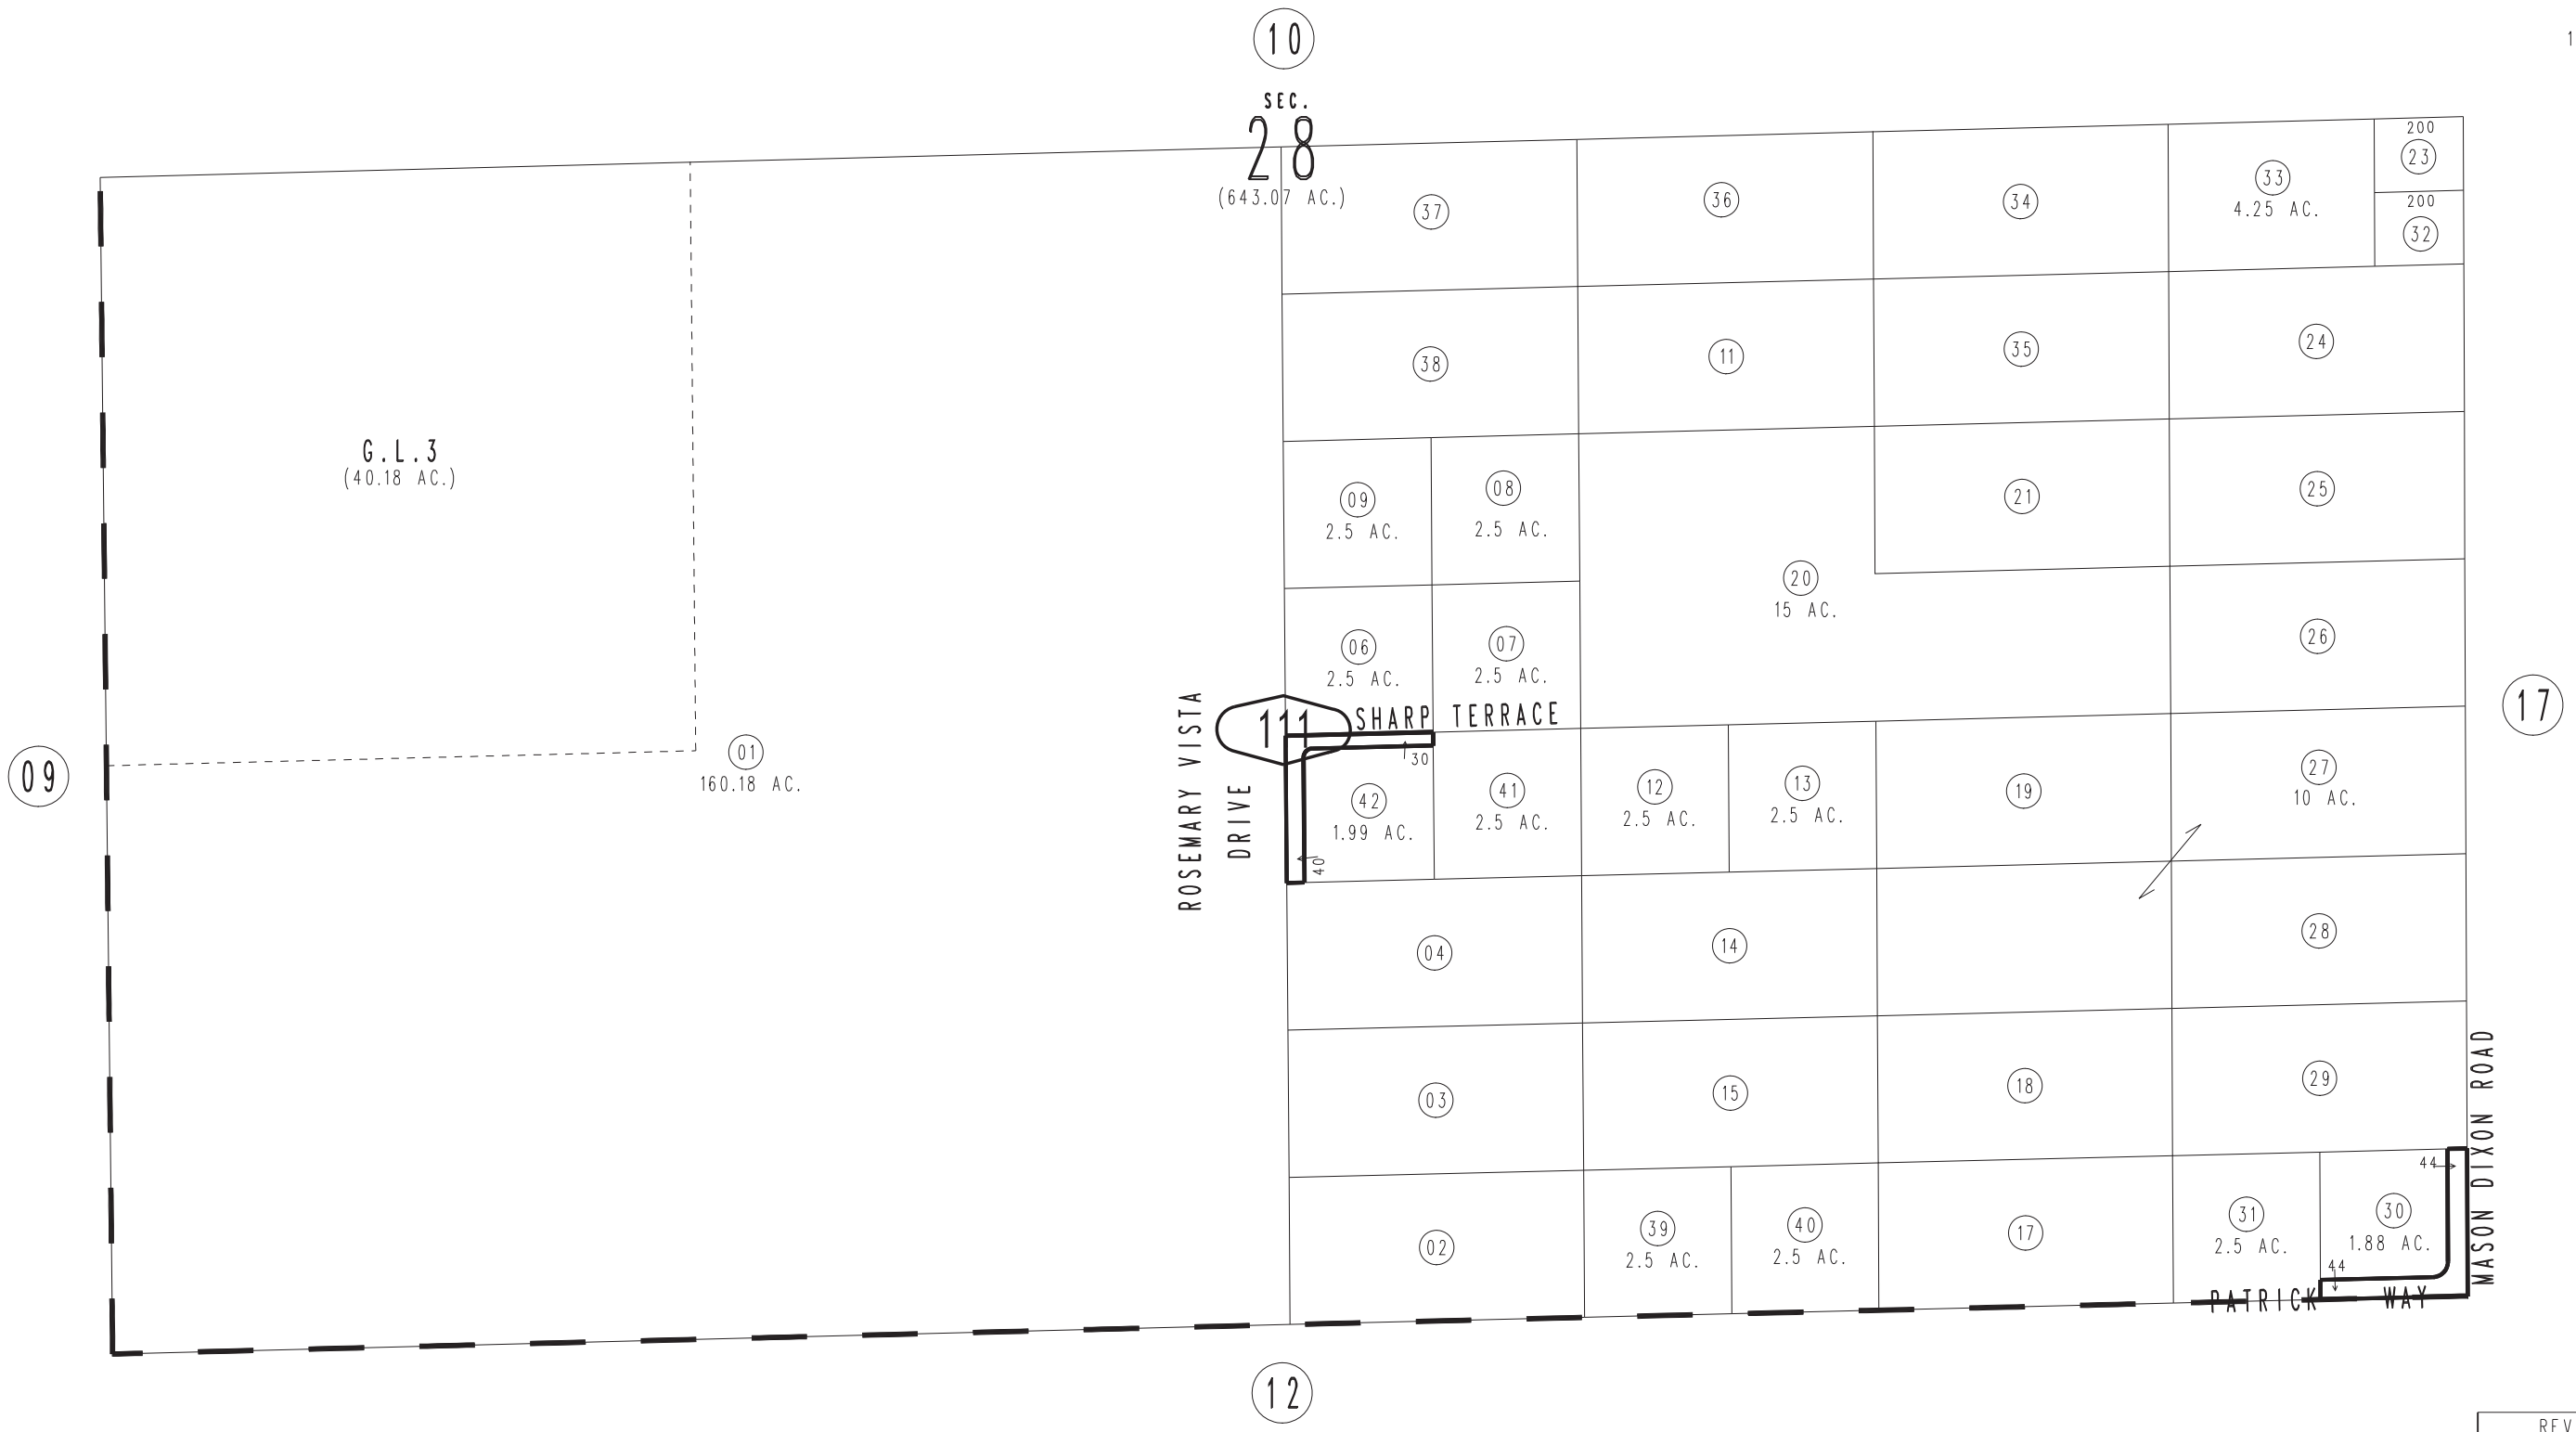 10
1
SEC.
28
(643.07 AC.)
200
23
200
32
33
4.25 AC.
34
36
37
38
11
35
24
G.L.3
(40.18 AC.)
09
2.5 AC.
08
2.5 AC.
21
25
20
15 AC.
06
2.5 AC.
07
2.5 AC.
26
17
ROSEMARY VISTA
DRIVE
111
SHARP TERRACE
30
09
01
160.18 AC.
42
1.99 AC.
40
41
2.5 AC.
12
2.5 AC.
13
2.5 AC.
19
27
10 AC.
04
14
28
03
15
18
29
MASON DIXON ROAD
02
39
2.5 AC.
40
2.5 AC.
17
31
2.5 AC.
30
1.88 AC.
44
44
PATRICK WAY
12
REV